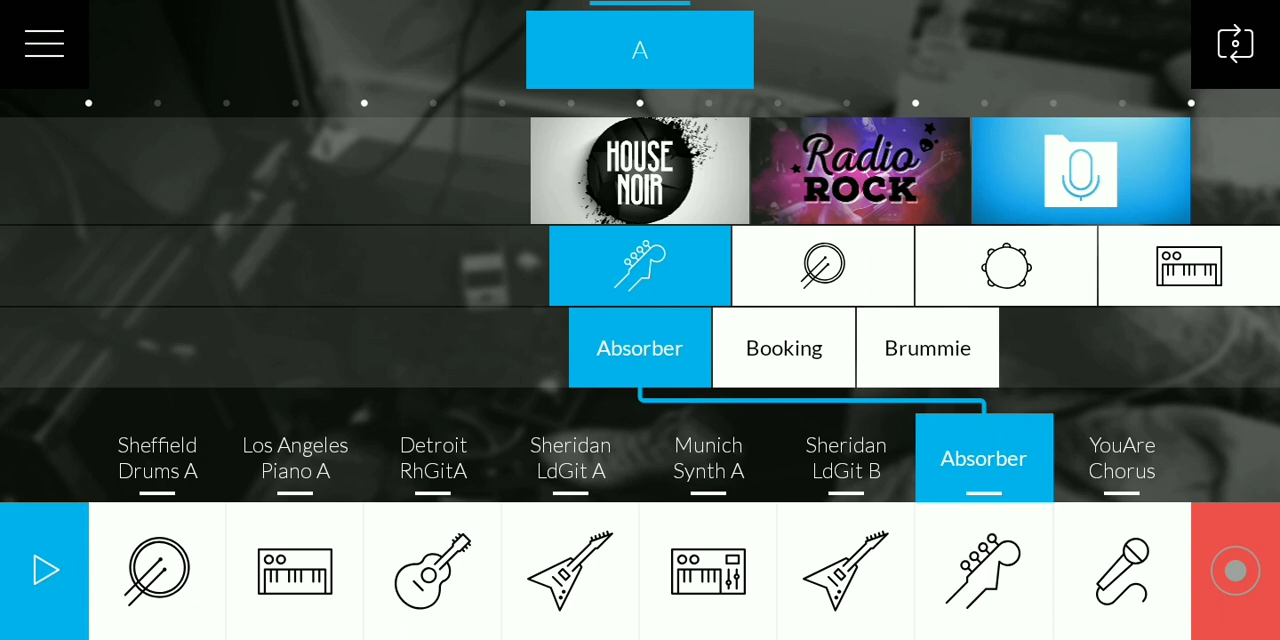 A
HOUSE
NOIR
Radio
ROCK
Absorber
Booking
Brummie
Sheffield
Drums A
Los Angeles
Piano A
Detroit
RhGitA
Sheridan
LdGit A
Munich
Synth A
Sheridan
LdGit B
Absorber
YouAre
Chorus